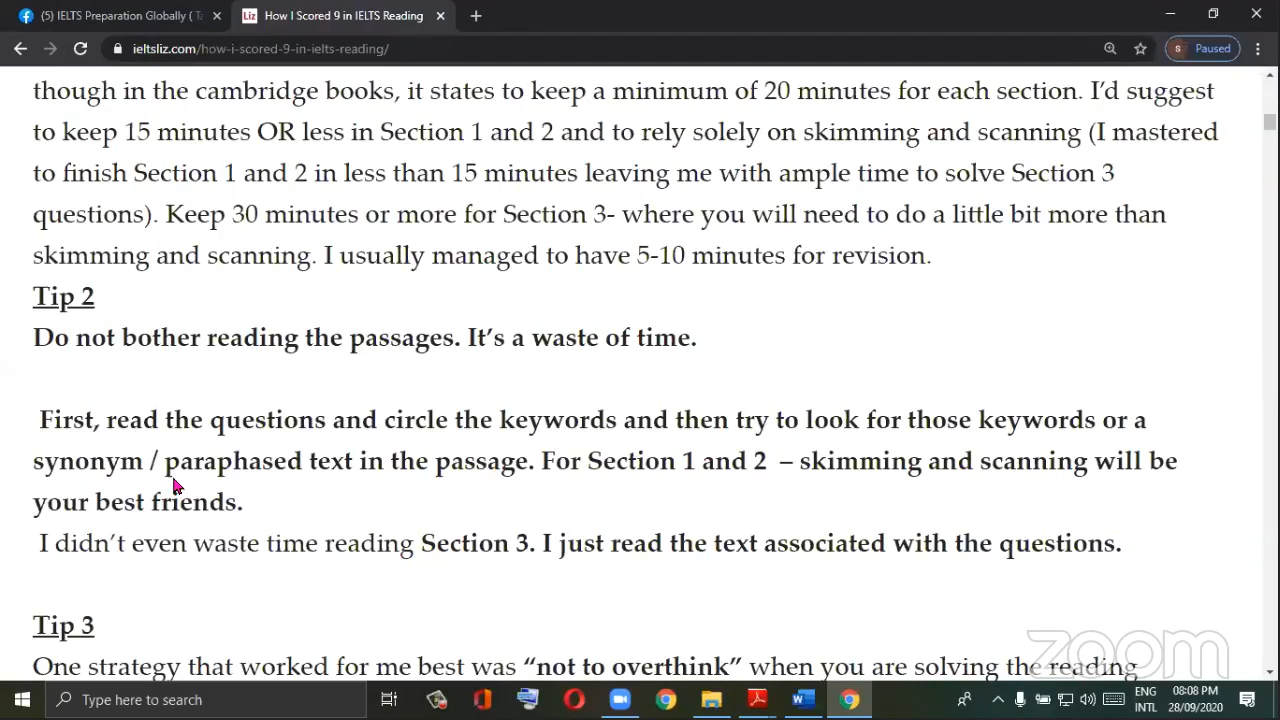 (5) IELTS Preparation Globally ( Ta
Liz How I Scored 9 in IELTS Reading
ieltsliz.com/how-i-scored-9-in-ielts-reading/
s Paused
though in the cambridge books, it states to keep a minimum of 20 minutes for each section. I'd suggest
to keep 15 minutes OR less in Section 1 and 2 and to rely solely on skimming and scanning (I mastered
to finish Section 1 and 2 in less than 15 minutes leaving me with ample time to solve Section 3
questions). Keep 30 minutes or more for Section 3- where you will need to do a little bit more than
skimming and scanning. I usually managed to have 5-10 minutes for revision.
Tip 2
Do not bother reading the passages. It's a waste of time.
First, read the questions and circle the keywords and then try to look for those keywords or a
synonym / paraphased text in the passage. For Section 1 and 2 – skimming and scanning will be
your best friends.
I didn't even waste time reading Section 3. I just read the text associated with the questions.
Tip 3
One strategy that worked for me best was “not to overthink” when you are solving the reading
zoom
Type here to search
ENG
INTL
08:08 PM
28/09/2020